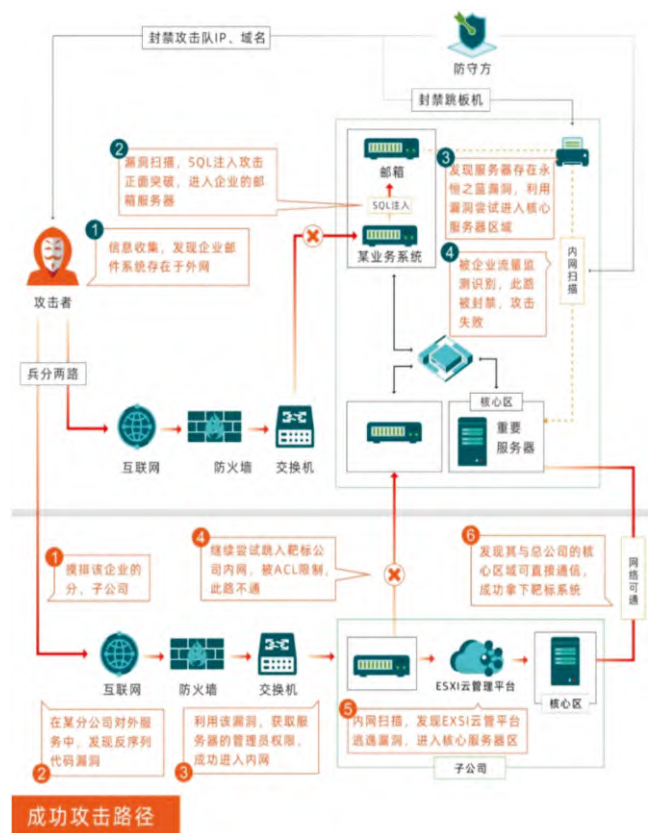 封禁攻击队IP、域名
防守方
封禁跳板机
2
漏洞扫描，SQL注入攻击
正面突破，进入企业的邮
箱服务器
邮箱
SQL注入
某业务系统
3
发现服务器存在永
恒之蓝漏洞，利用
漏洞尝试进入核心
服务器区域
1
信息收集，发现企业邮
件系统存在于外网
攻击者
4
被企业流量监
测识别，此路
被封禁，攻击
失败
内网扫描
兵分两路
互联网
防火墙
交换机
核心区
重要
服务器
1
摸排该企业的
分、子公司
4
继续尝试跳入靶标公
司内网，被ACL限制，
此路不通
6
发现其与总公司的核
心区域可直接通信，
成功拿下靶标系统
网络可通
互联网
防火墙
交换机
ESXI云管理平台
核心区
在某分公司对外服
务中，发现反序列
代码漏洞
2
利用该漏洞，获取服
务器的管理员权限，
成功进入内网
3
5
内网扫描，发现EXSI云管平台
逃逸漏洞，进入核心服务器区
子公司
成功攻击路径